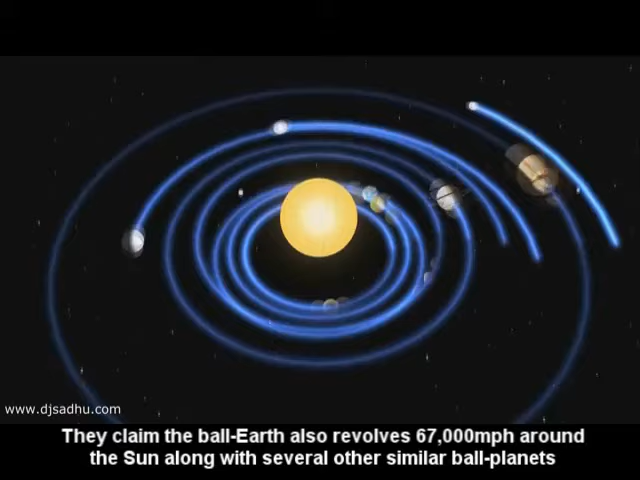 www.djsadhu.com
They claim the ball-Earth also revolves 67,000mph around
the Sun along with several other similar ball-planets